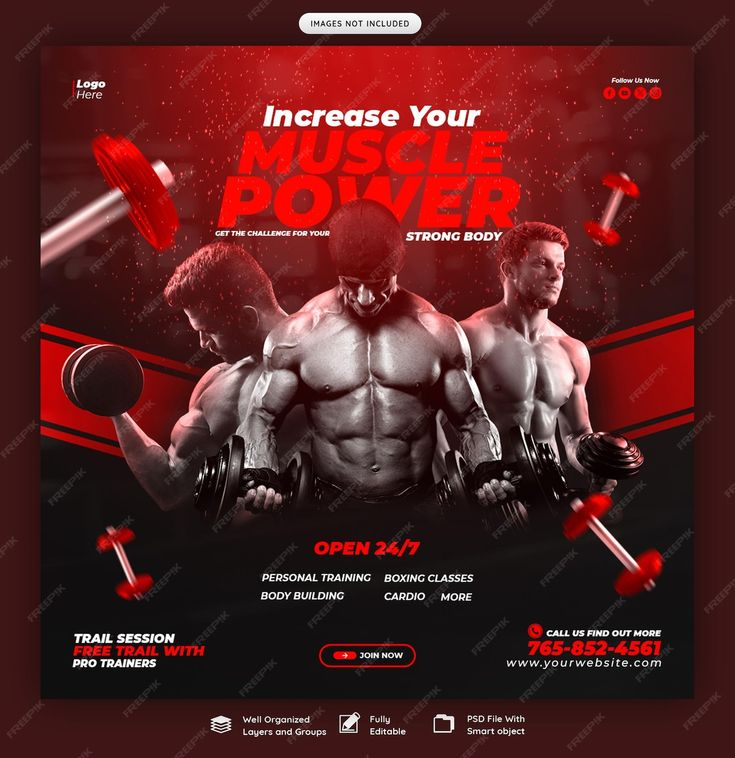 IMAGES NOT INCLUDED
Logo
Here
Follow Us Now
Increase Your
MUSCLE
POWER
GET THE CHALLENGE FOR YOUR
STRONG BODY
OPEN 24/7
PERSONAL TRAINING BOXING CLASSES
BODY BUILDING CARDIO MORE
TRAIL SESSION
FREE TRAIL WITH
PRO TRAINERS
JOIN NOW
CALL US FIND OUT MORE
765-852-4561
www.yourwebsite.com
Well Organized
Layers and Groups
Fully
Editable
PSD File With
Smart object
FREEPIK